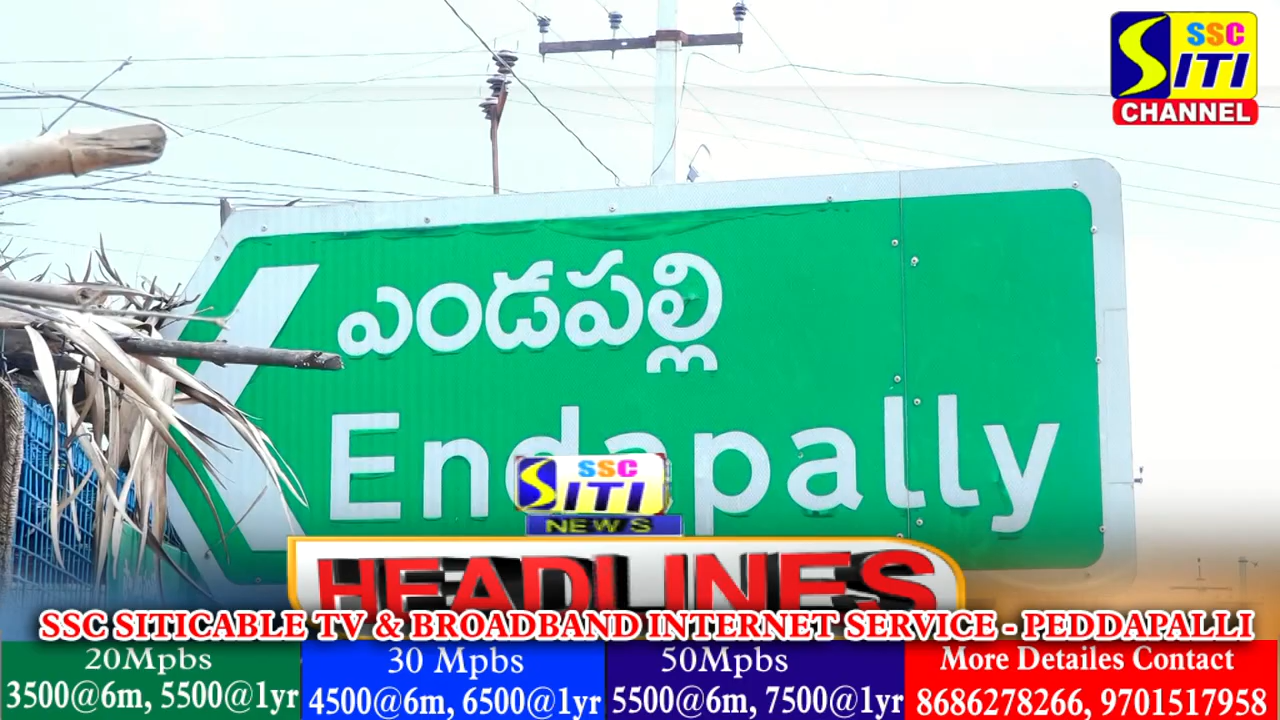 SSC
SITI
CHANNEL
ఎండపల్లి
Endapally
SSC
SITI
NEWS
HEADLINES
SSC SITICABLE TV & BROADBAND INTERNET SERVICE - PEDDAPALLI
20Mpbs
3500@6m, 5500@1yr
30 Mpbs
4500@6m, 6500@1yr
50Mpbs
5500@6m, 7500@1yr
More Detailes Contact
8686278266, 9701517958